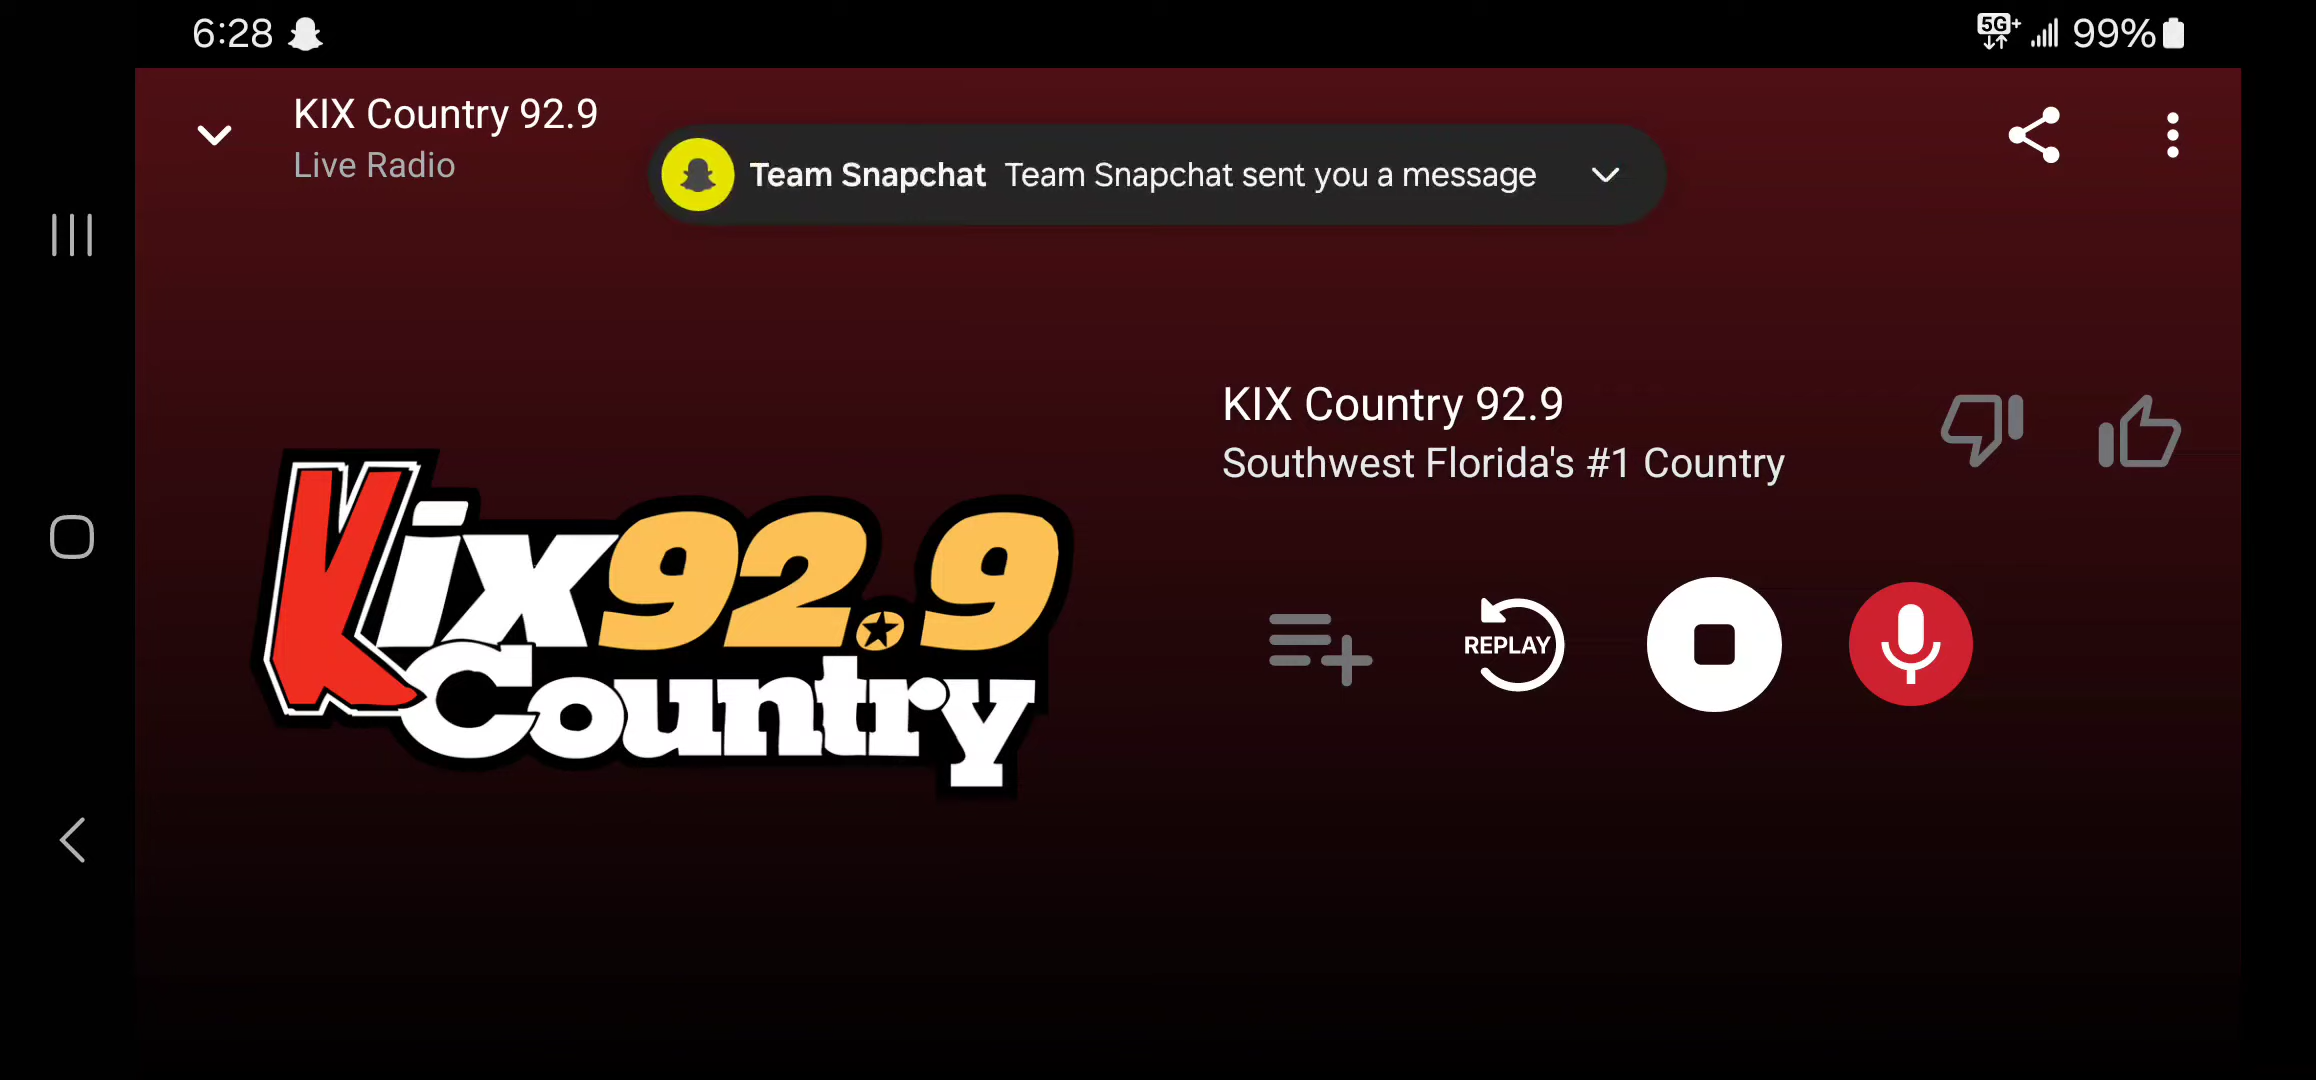 6:28
5G+ 99%
KIX Country 92.9
Live Radio
Team Snapchat Team Snapchat sent you a message
KIX Country 92.9
Southwest Florida's #1 Country
Kix 92.9
Country
REPLAY